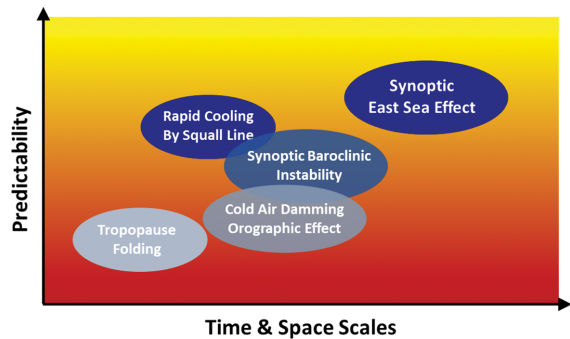 Predictability
Synoptic
East Sea Effect
Rapid Cooling
By Squall Line
Synoptic Baroclinic
Instability
Cold Air Damming
Orographic Effect
Tropopause
Folding
Time & Space Scales